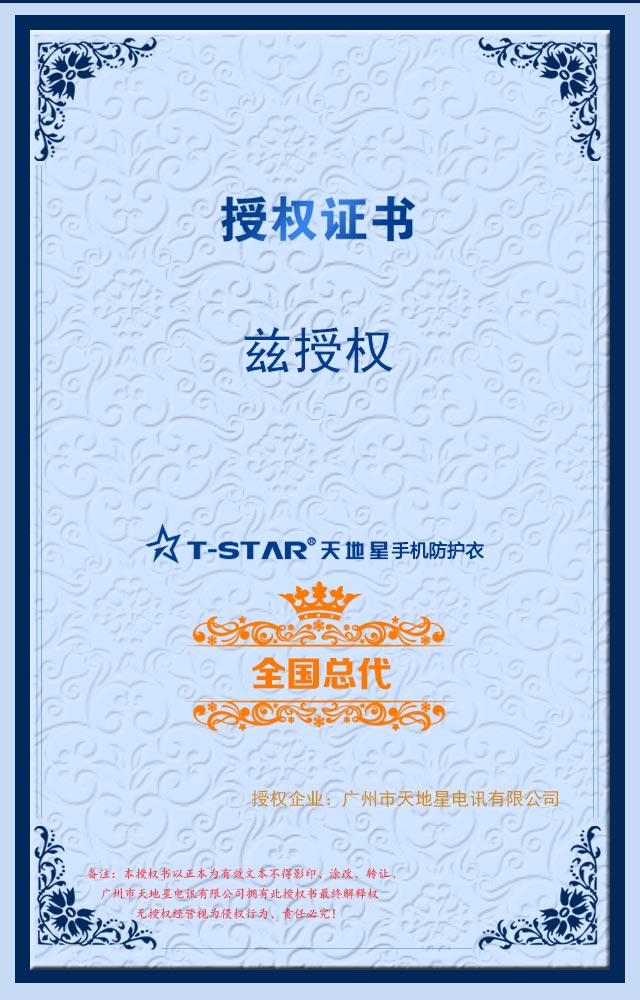 授权证书
兹授权
T-STAR® 天地星手机防护衣
全国总代
授权企业：广州市天地星电讯有限公司
备注：本授权书以正本为有效文本不得影印、涂改、转让.
广州市天地星电讯有限公司拥有此授权书最终解释权
无授权经营视为侵权行为、责任必究！